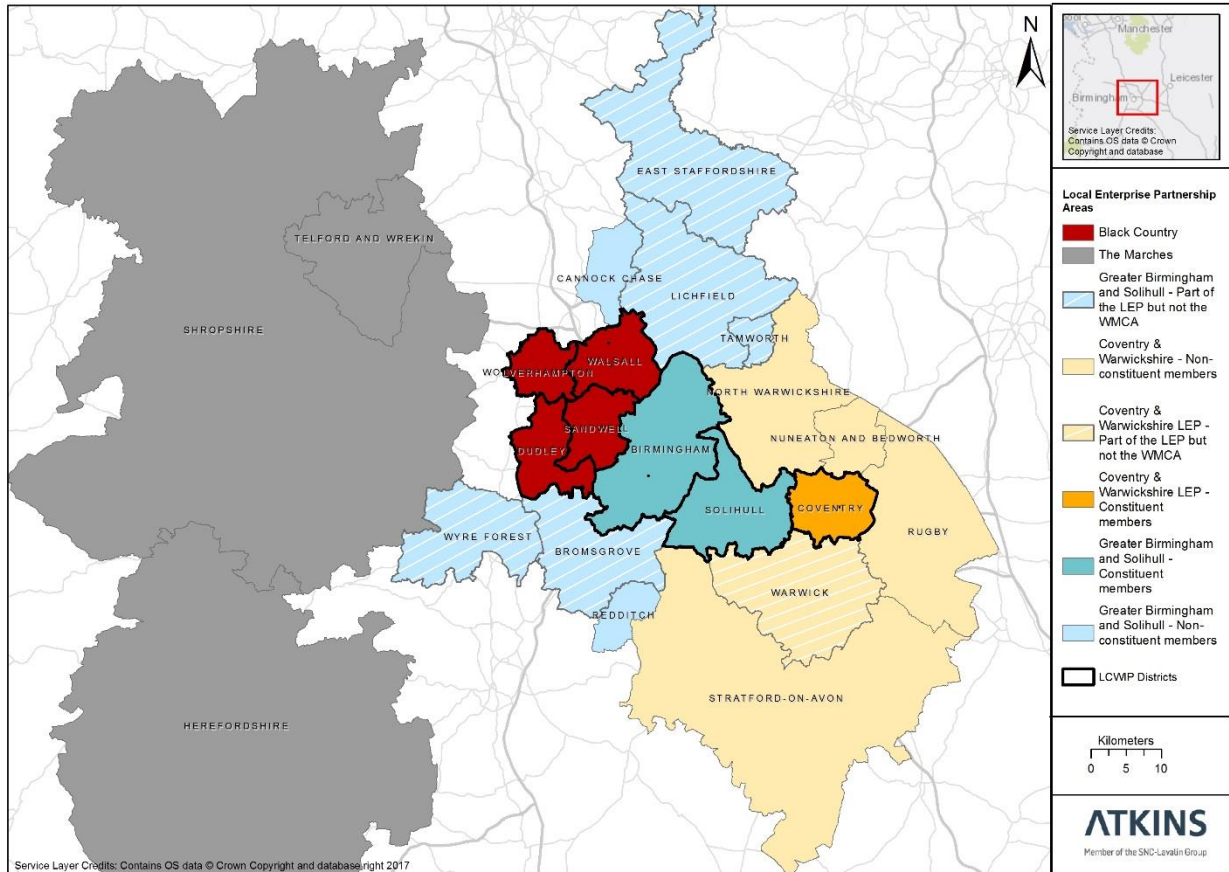 EAST STAFFORDSHIRE
TELFORD AND WREKIN
CANNOCK CHASE
LICHFIELD
SHROPSHIRE
TAMWORTH
WALSALL
WOLVERHAMPTON
NORTH WARWICKSHIRE
SANDWELL
NUNEATON AND BEDWORTH
DUDLEY
BIRMINGHAM
SOLIHULL
COVENTRY
RUGBY
WYRE FOREST
BROMSGROVE
WARWICK
REDDITCH
STRATFORD-ON-AVON
HEREFORDSHIRE
Service Layer Credits: Contains OS data © Crown Copyright and database right 2017
N
Manchester
Leicester
Birmingham
Service Layer Credits:
Contains OS data © Crown
Copyright and database
Local Enterprise Partnership
Areas
Black Country
The Marches
Greater Birmingham
and Solihull - Part of
the LEP but not the
WMCA
Coventry &
Warwickshire - Non-
constituent members
Coventry &
Warwickshire LEP -
Part of the LEP but
not the WMCA
Coventry &
Warwickshire LEP -
Constituent
members
Greater Birmingham
and Solihull -
Constituent
members
Greater Birmingham
and Solihull - Non-
constituent members
LCWIP Districts
Kilometers
0 5 10
ATKINS
Member of the SNC-Lavalin Group